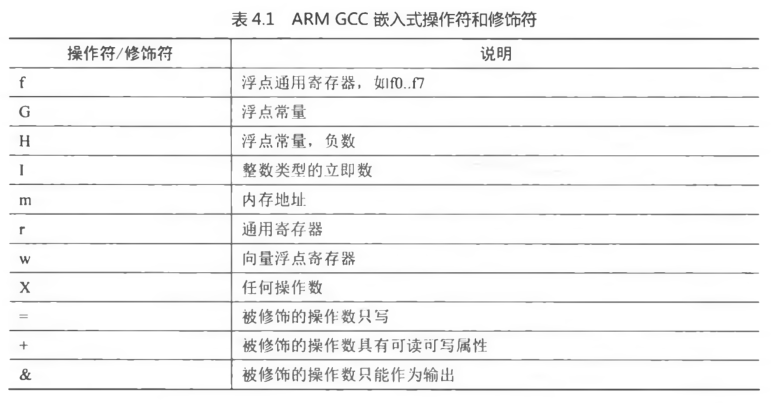 表 4.1 ARM GCC 嵌入式操作符和修饰符
操作符/修饰符 说明
f 浮点通用寄存器，如f0..f7
G 浮点常量
H 浮点常量，负数
I 整数类型的立即数
m 内存地址
r 通用寄存器
w 向量浮点寄存器
X 任何操作数
= 被修饰的操作数只写
+ 被修饰的操作数具有可读可写属性
& 被修饰的操作数只能作为输出